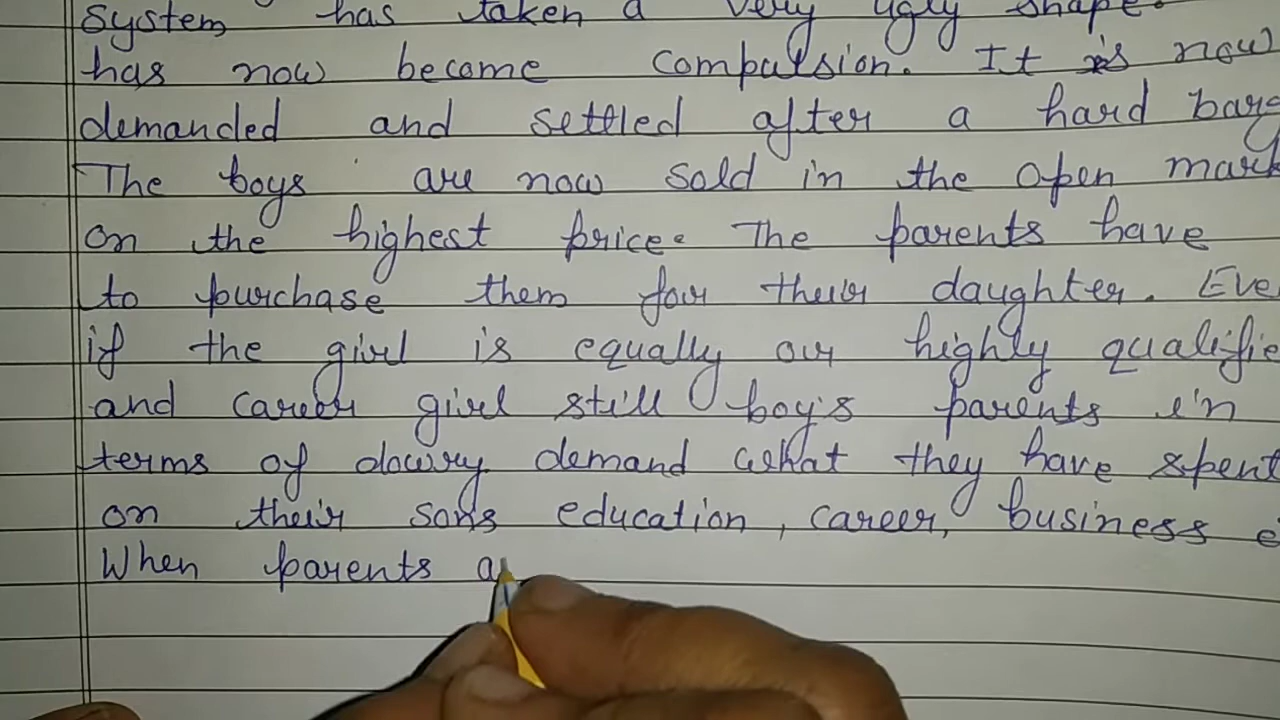 System has taken a very ugly shape.
has now become compulsion. It is now
demanded and settled after a hard barg
The boys are now sold in the open mark
on the highest price. The parents have
to purchase them for their daughter. Eve
if the girl is equally or highly qualifie
and career girl still boy's parents in
terms of dowry demand what they have spent
on their sons education, career, business e
When parents a